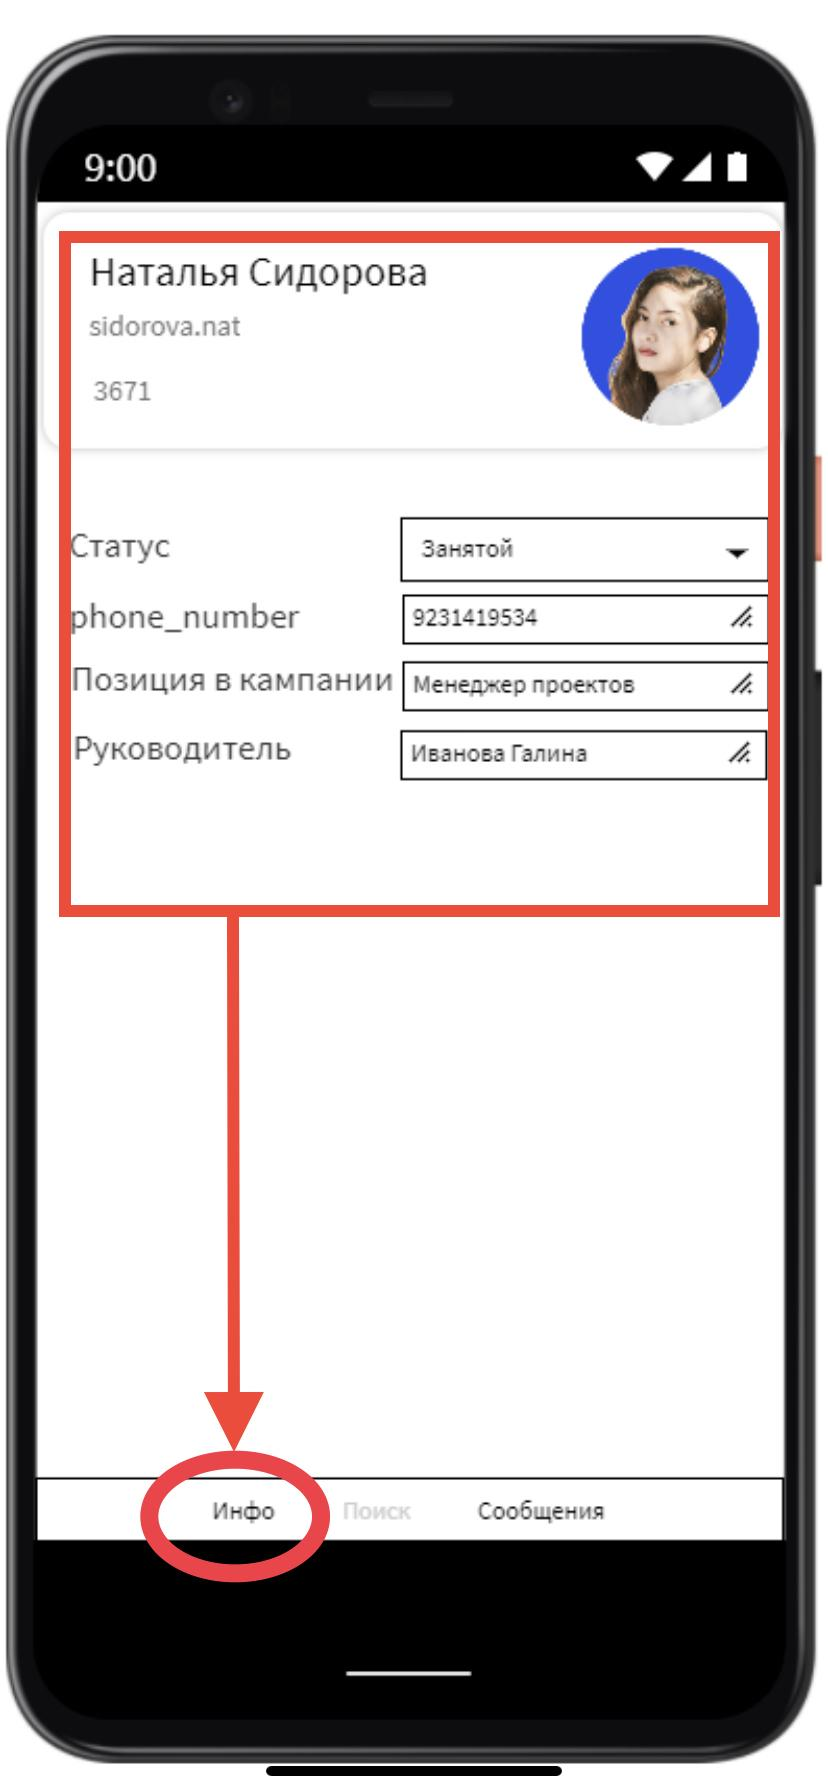 9:00
Наталья Сидорова
sidorova.nat
3671
Статус Занятой
phone_number 9231419534
Позиция в кампании Менеджер проектов
Руководитель Иванова Галина
Инфо Поиск Сообщения